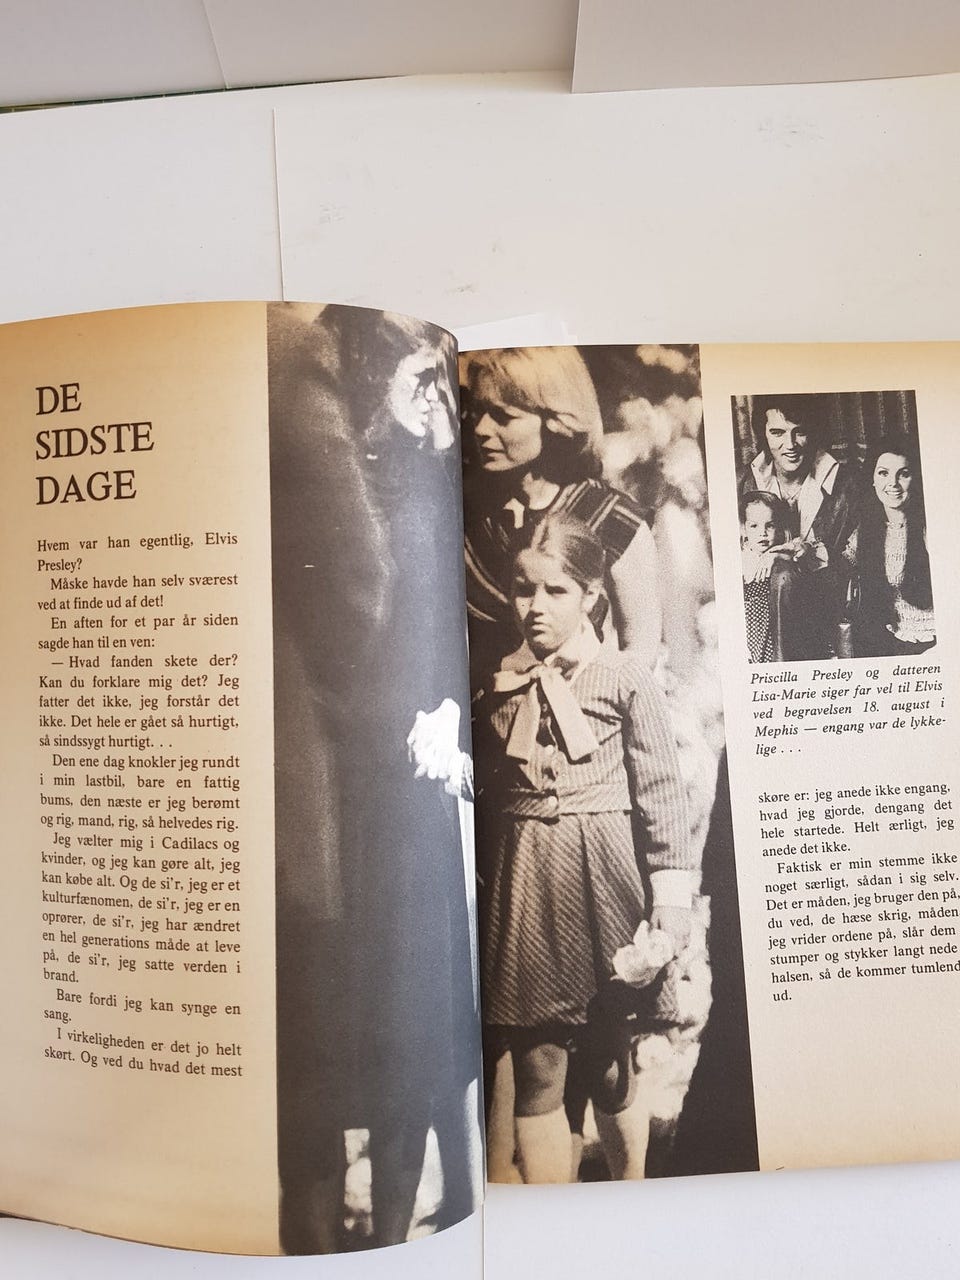 DE
SIDSTE
DAGE
Hvem var han egentlig, Elvis
Presley?
Måske havde han selv sværest
ved at finde ud af det!
En aften for et par år siden
sagde han til en ven:
— Hvad fanden skete der?
Kan du forklare mig det? Jeg
fatter det ikke, jeg forstår det
ikke. Det hele er gået så hurtigt,
så sindssygt hurtigt. . .
Den ene dag knokler jeg rundt
i min lastbil, bare en fattig
bums, den næste er jeg berømt
og rig, mand, rig, så helvedes rig.
Jeg vælter mig i Cadilacs og
kvinder, og jeg kan gøre alt, jeg
kan købe alt. Og de si'r, jeg er et
kulturfænomen, de si'r, jeg er en
oprører, de si'r, jeg har ændret
en hel generations måde at leve
på, de si'r, jeg satte verden i
brand.
Bare fordi jeg kan synge en
sang.
I virkeligheden er det jo helt
skørt. Og ved du hvad det mest
Priscilla Presley og datteren
Lisa-Marie siger far vel til Elvis
ved begravelsen 18. august i
Mephis — engang var de lykke-
lige . . .
skøre er: jeg anede ikke engang,
hvad jeg gjorde, dengang det
hele startede. Helt ærligt, jeg
anede det ikke.
Faktisk er min stemme ikke
noget særligt, sådan i sig selv.
Det er måden, jeg bruger den på,
du ved, de hæse skrig, måden
jeg vrider ordene på, slår dem
stumper og stykker langt nede
halsen, så de kommer tumlend
ud.